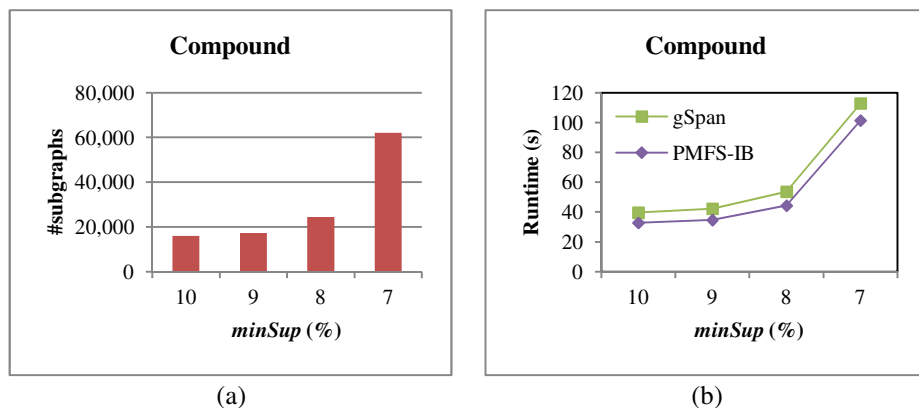 Compound
80,000
60,000
40,000
20,000
0
#subgraphs
10 9 8 7
minSup (%)
(a)
Compound
120
100
80
60
40
20
0
Runtime (s)
gSpan
PMFS-IB
10 9 8 7
minSup (%)
(b)